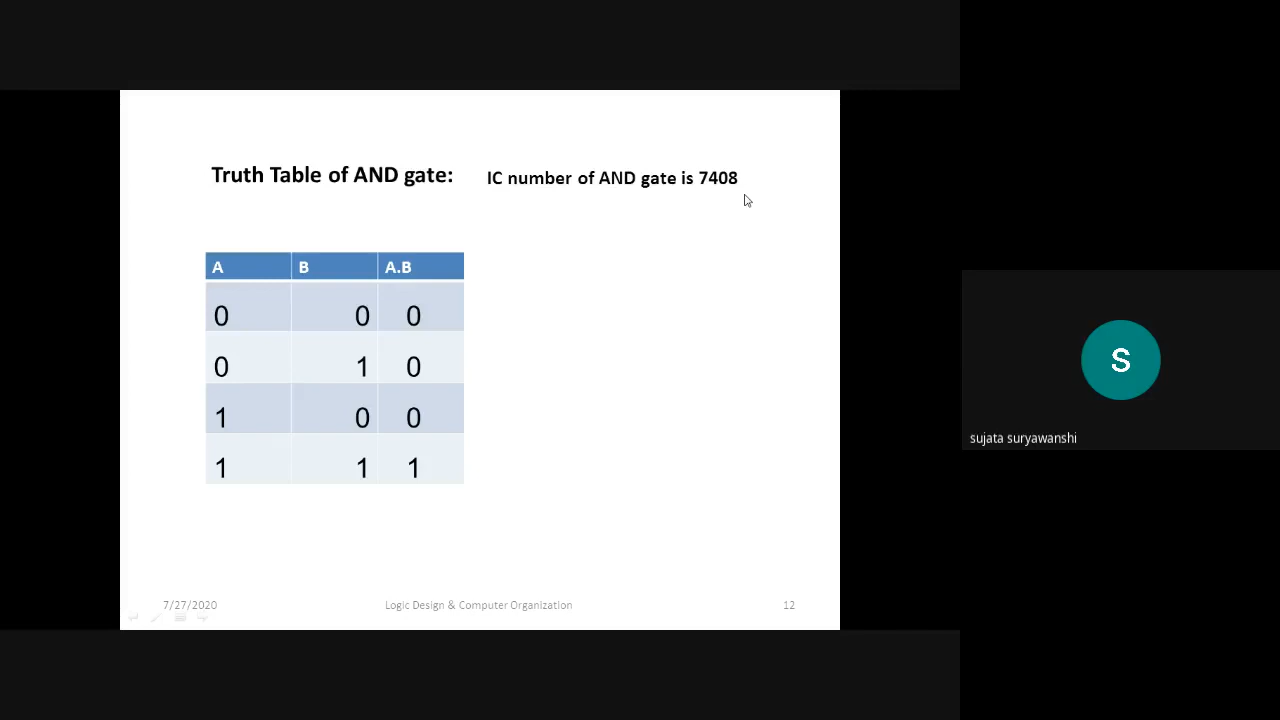 Truth Table of AND gate:
IC number of AND gate is 7408
A B A.B
0 0 0
0 1 0
1 0 0
1 1 1
S
sujata suryawanshi
7/27/2020
Logic Design & Computer Organization
12